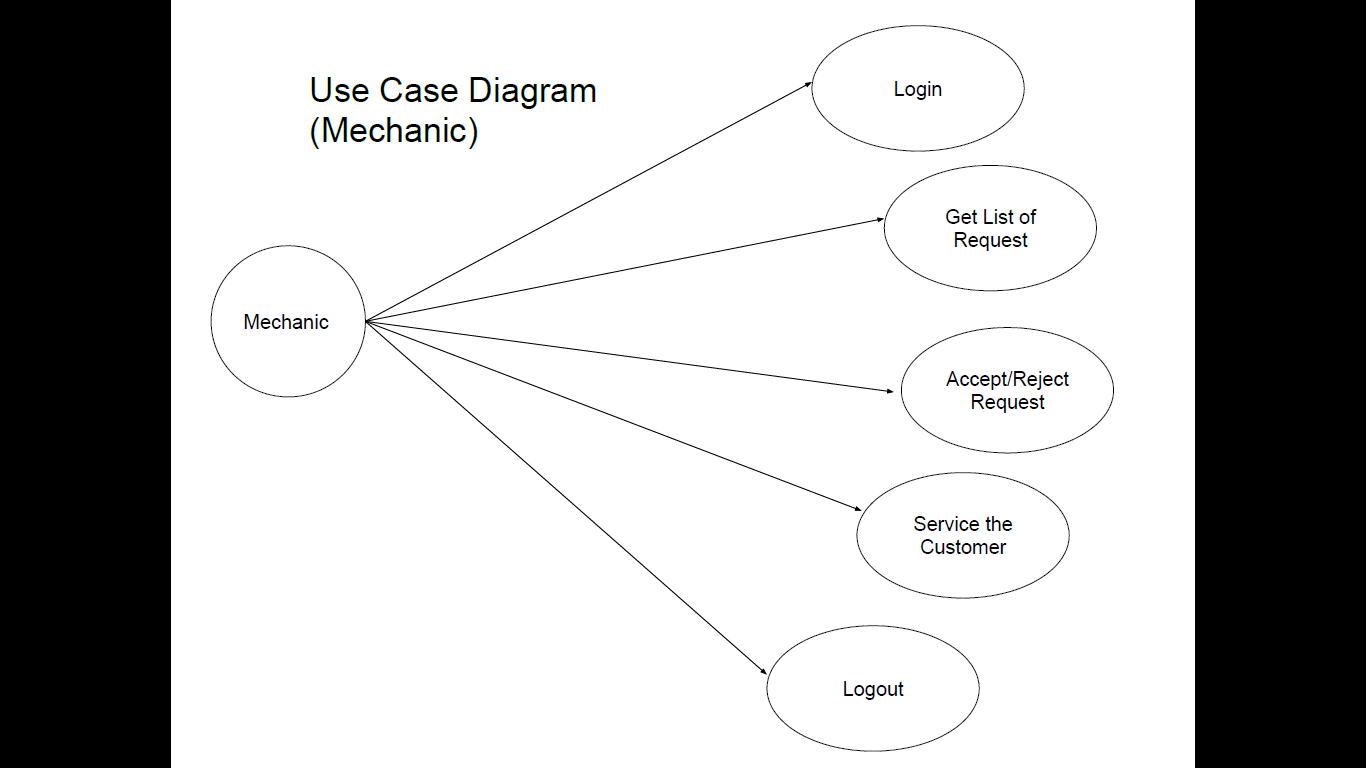 Use Case Diagram
(Mechanic)
Login
Get List of
Request
Mechanic
Accept/Reject
Request
Service the
Customer
Logout